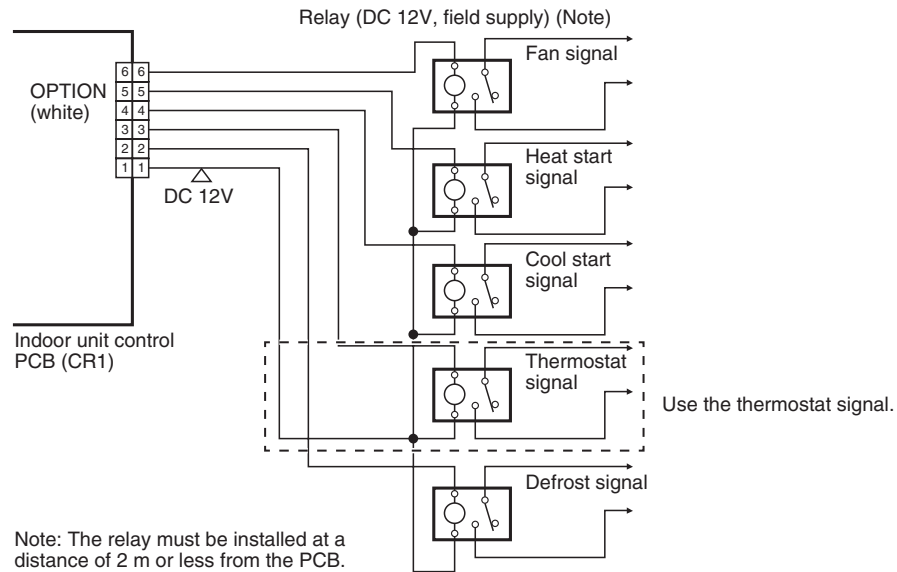 Relay (DC 12V, field supply) (Note)
Fan signal
OPTION
(white)
6 6
5 5
4 4
3 3
2 2
1 1
DC 12V
Heat start
signal
Cool start
signal
Indoor unit control
PCB (CR1)
Thermostat
signal
Use the thermostat signal.
Defrost signal
Note: The relay must be installed at a
distance of 2 m or less from the PCB.